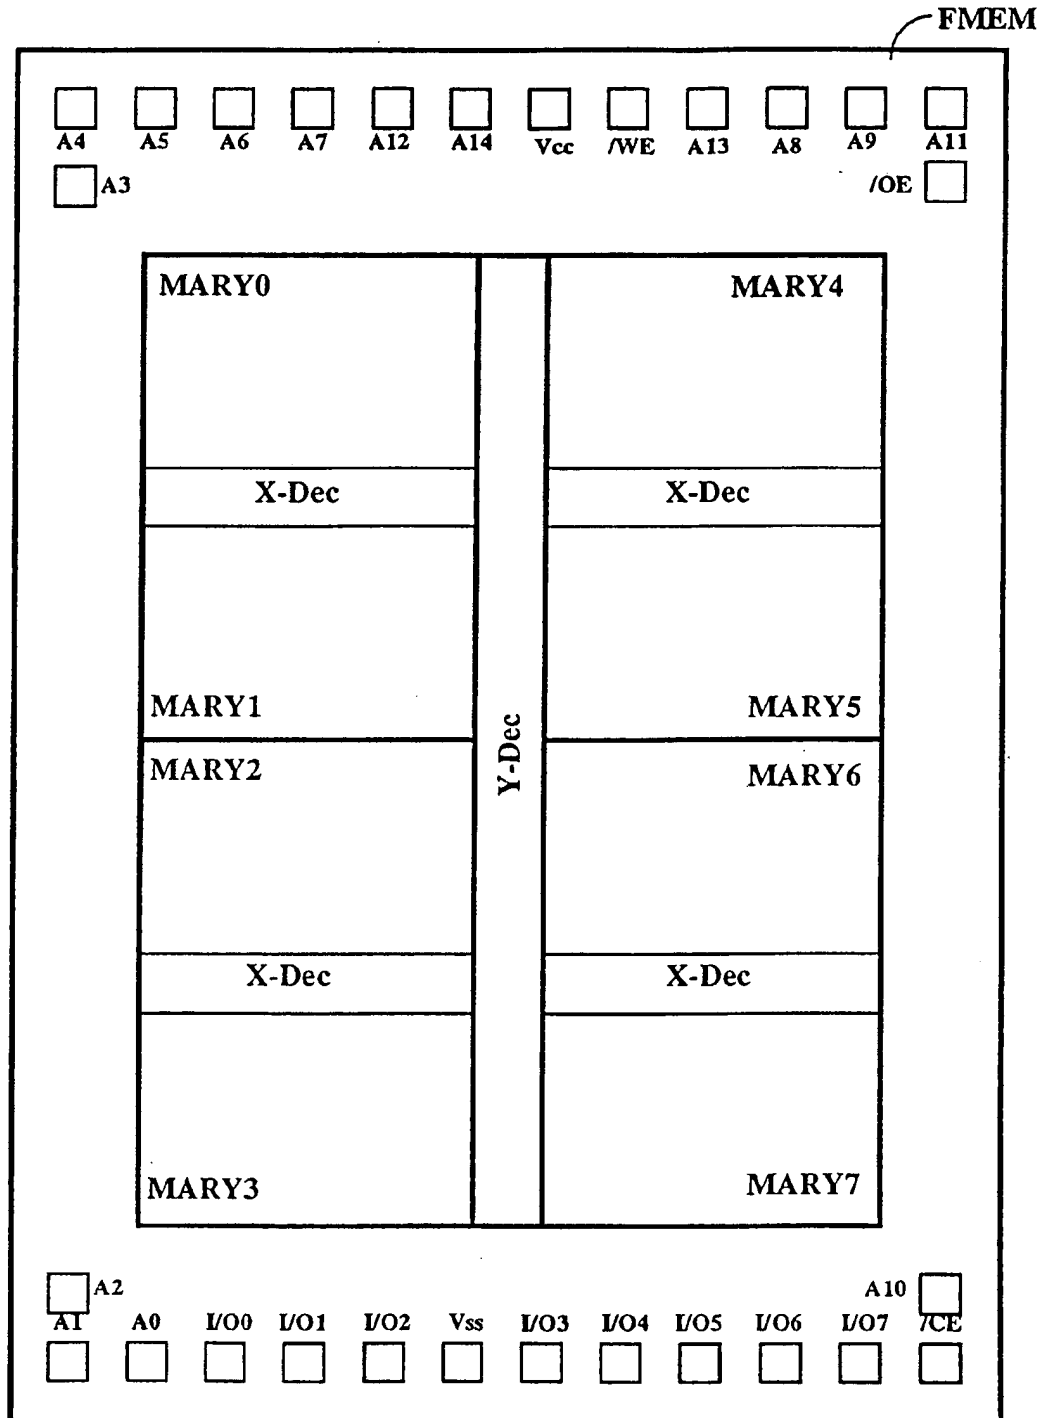 FMEM
A4 A5 A6 A7 A12 A14 Vcc /WE A13 A8 A9 A11
A3 /OE
MARY0 MARY4
X-Dec X-Dec
MARY1 MARY5
Y-Dec
MARY2 MARY6
X-Dec X-Dec
MARY3 MARY7
A2 A10
A1 A0 I/O0 I/O1 I/O2 Vss I/O3 I/O4 I/O5 I/O6 I/O7 /CE